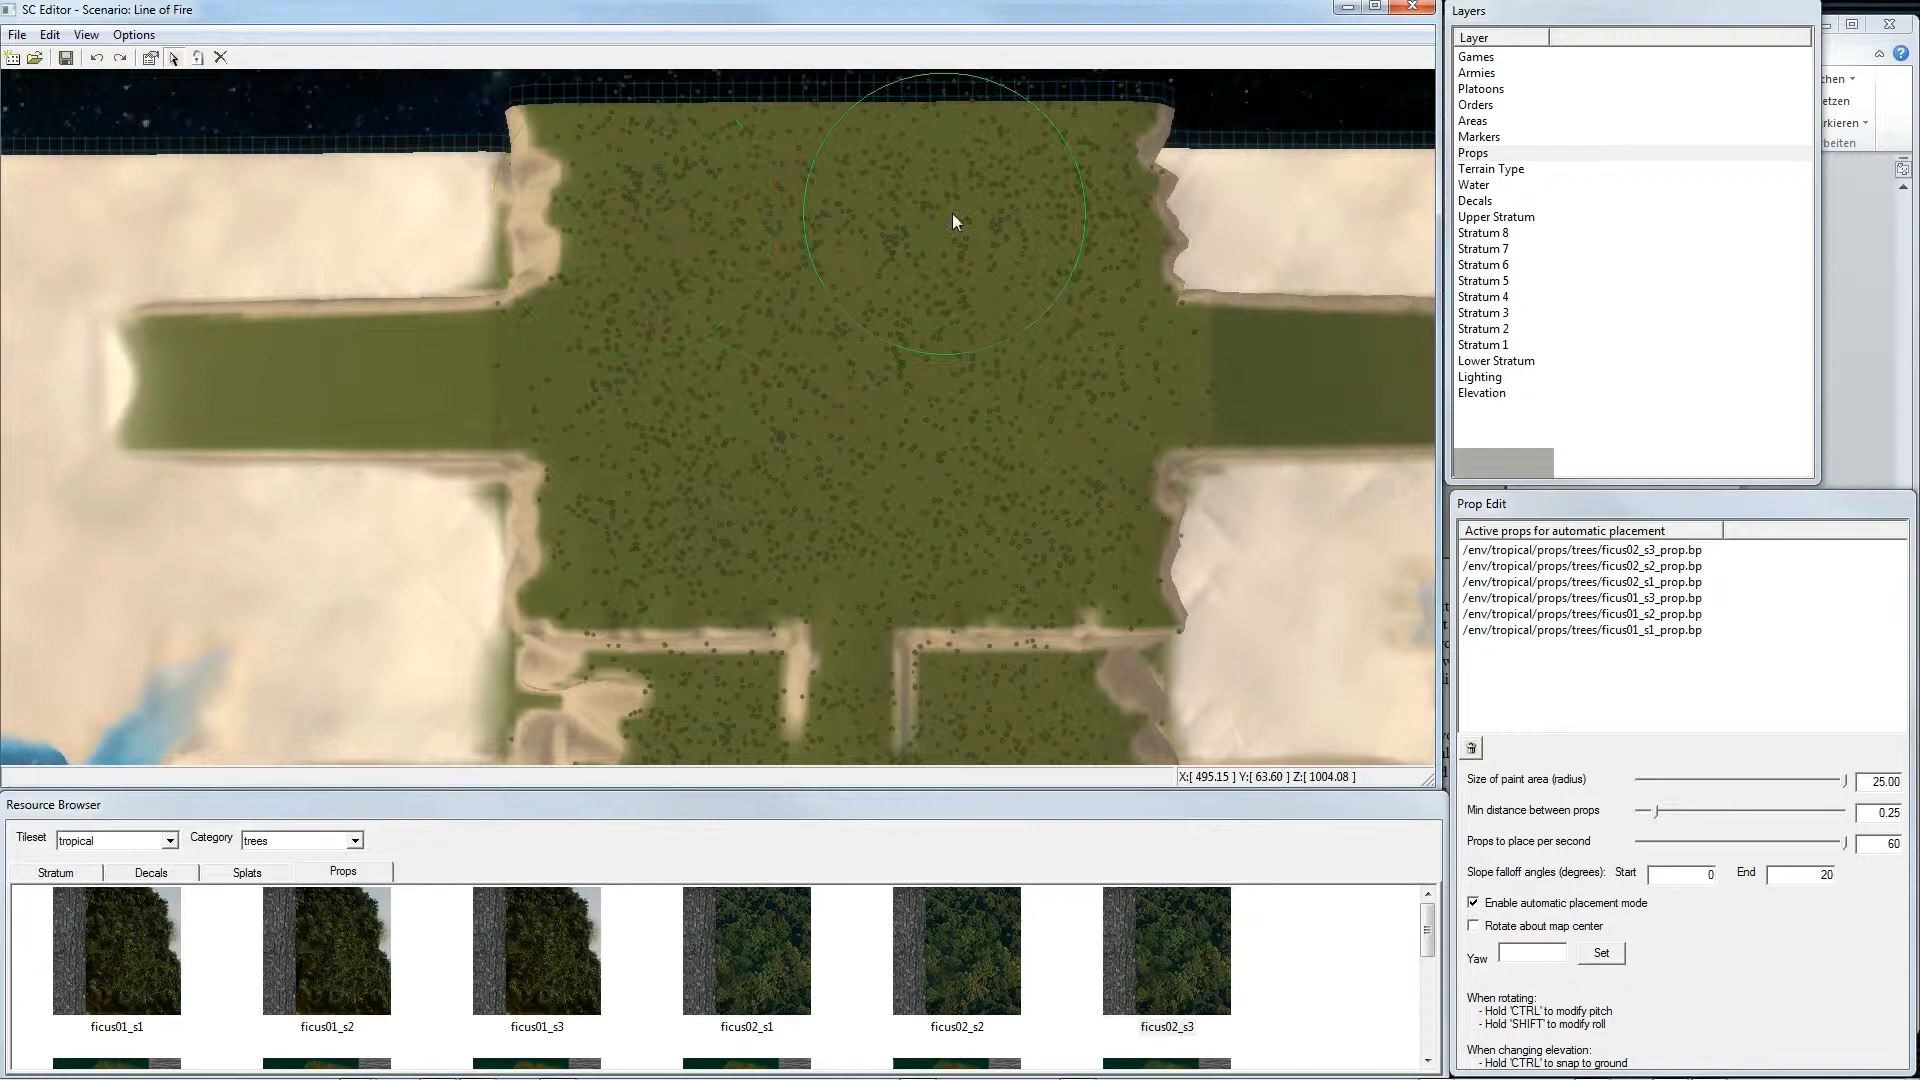 SC Editor - Scenario: Line of Fire
File Edit View Options
X:[ 495.15 ] Y:[ 63.60 ] Z:[ 1004.08 ]
Layers
Layer
Games
Armies
Platoons
Orders
Areas
Markers
Props
Terrain Type
Water
Decals
Upper Stratum
Stratum 8
Stratum 7
Stratum 6
Stratum 5
Stratum 4
Stratum 3
Stratum 2
Stratum 1
Lower Stratum
Lighting
Elevation
chen
etzen
rkieren
beiten
Prop Edit
Active props for automatic placement
/env/tropical/props/trees/ficus02_s3_prop.bp
/env/tropical/props/trees/ficus02_s2_prop.bp
/env/tropical/props/trees/ficus02_s1_prop.bp
/env/tropical/props/trees/ficus01_s3_prop.bp
/env/tropical/props/trees/ficus01_s2_prop.bp
/env/tropical/props/trees/ficus01_s1_prop.bp
Size of paint area (radius) 25.00
Min distance between props 0.25
Props to place per second 60
Slope falloff angles (degrees): Start 0 End 20
Enable automatic placement mode
Rotate about map center
Yaw Set
When rotating:
- Hold 'CTRL' to modify pitch
- Hold 'SHIFT' to modify roll
When changing elevation:
- Hold 'CTRL' to snap to ground
Resource Browser
Tileset tropical Category trees
Stratum Decals Splats Props
ficus01_s1 ficus01_s2 ficus01_s3 ficus02_s1 ficus02_s2 ficus02_s3